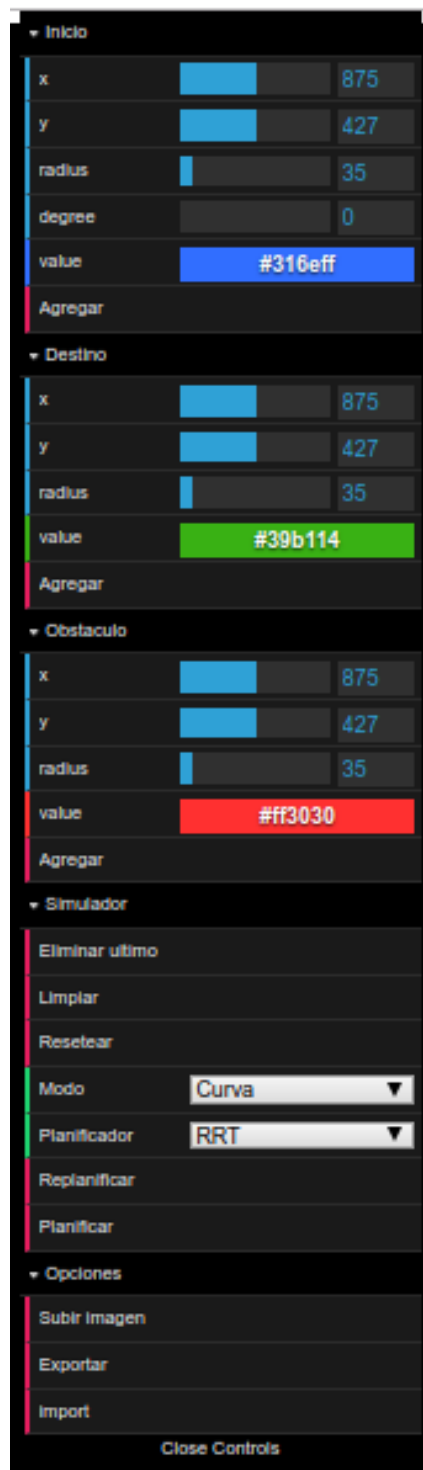 Inicio
x 875
y 427
radius 35
degree 0
value #316eff
Agregar
Destino
x 875
y 427
radius 35
value #39b114
Agregar
Obstaculo
x 875
y 427
radius 35
value #ff3030
Agregar
Simulador
Eliminar ultimo
Limpiar
Resetear
Modo Curva
Planificador RRT
Replanificar
Planificar
Opciones
Subir imagen
Exportar
Import
Close Controls